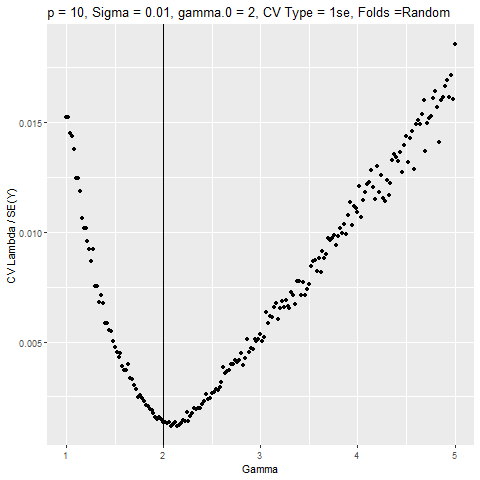 p = 10, Sigma = 0.01, gamma.0 = 2, CV Type = 1se, Folds =Random
CV Lambda / SE(Y)
0.015
0.010
0.005
1 2 3 4 5
Gamma